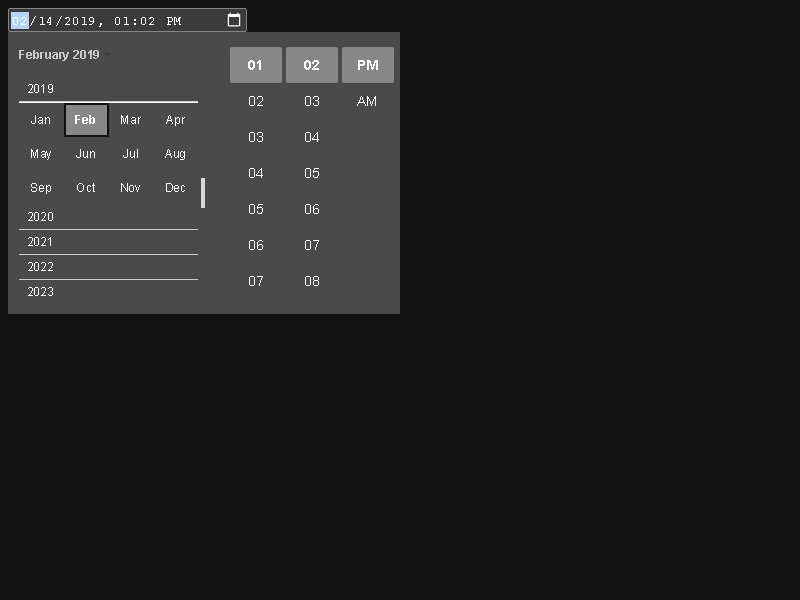 02/14/2019, 01:02 PM
February 2019
2019
Jan Feb Mar Apr
May Jun Jul Aug
Sep Oct Nov Dec
2020
2021
2022
2023
01 02 PM
02 03 AM
03 04
04 05
05 06
06 07
07 08